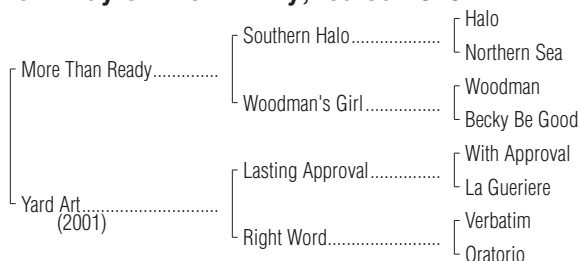 Halo
Southern Halo..................
Northern Sea
More Than Ready..............
Woodman
Woodman's Girl.................
Becky Be Good
With Approval
Lasting Approval................
La Gueriere
Yard Art.............................
(2001)
Verbatim
Right Word.........................
Oratorio